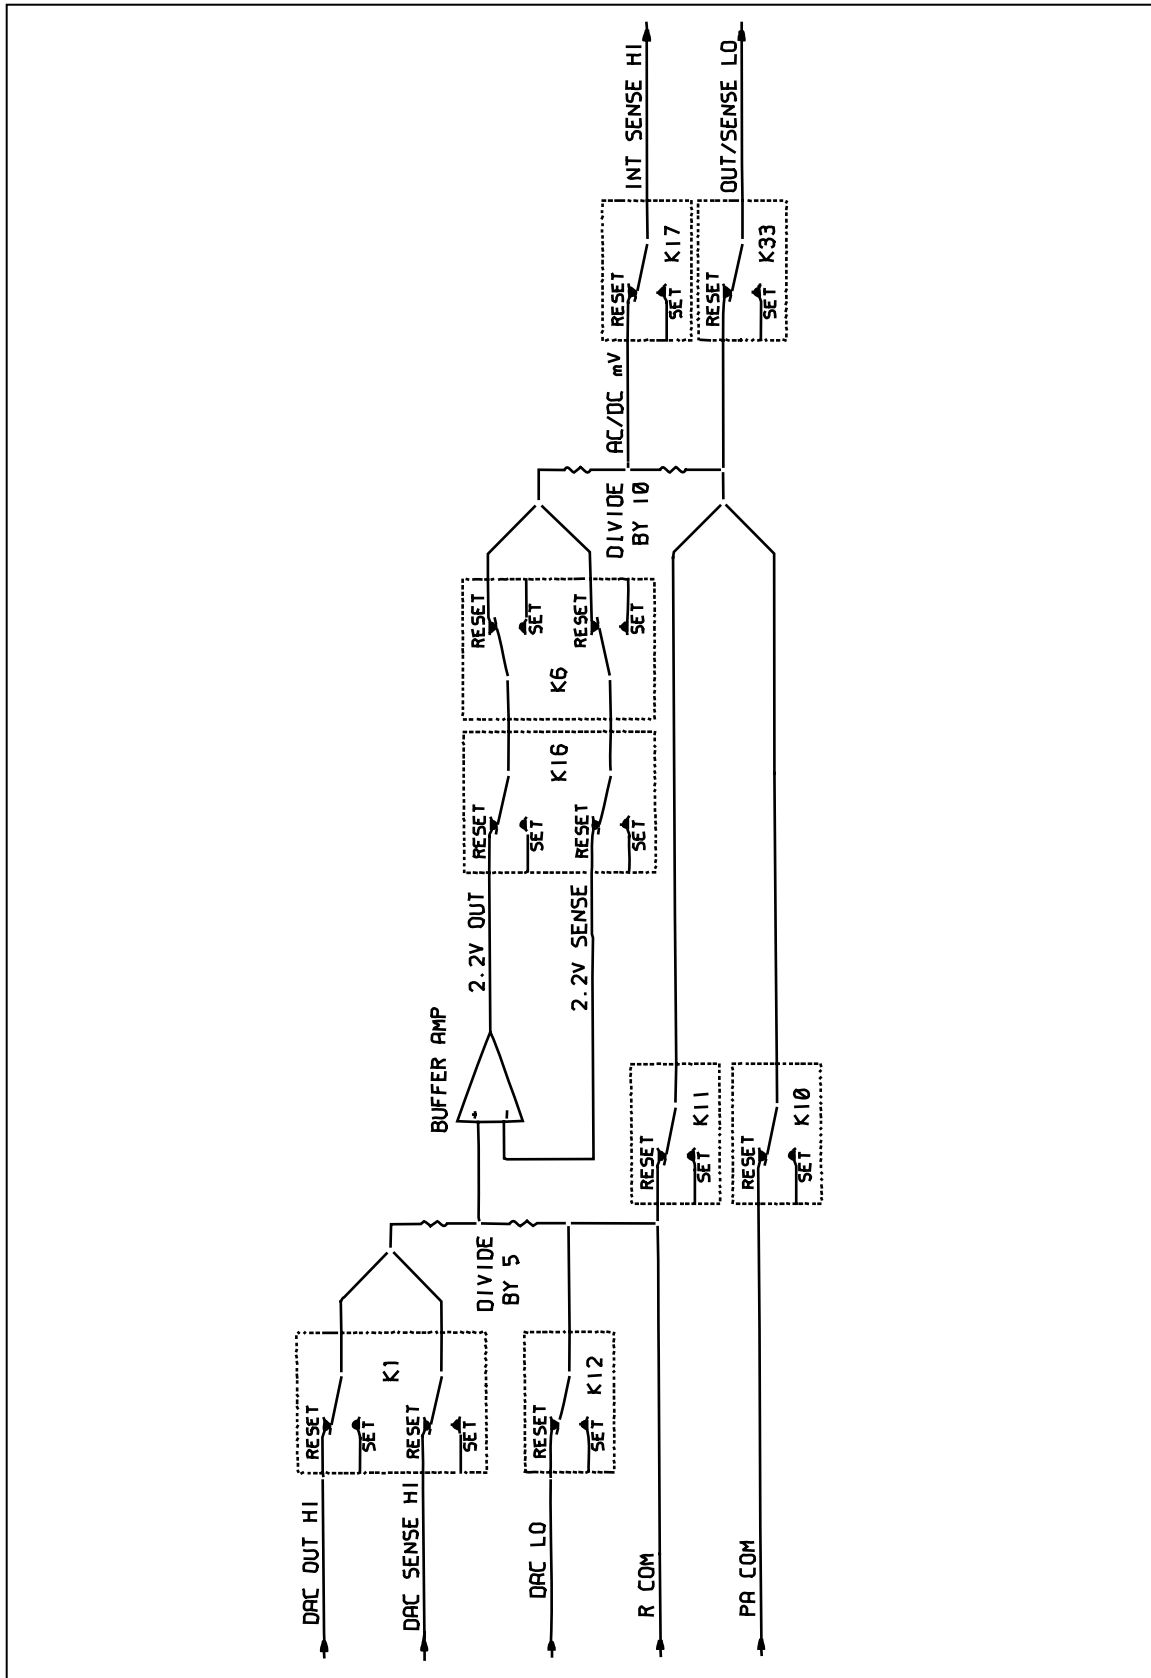 DAC OUT HI
DAC SENSE HI
DAC LO
R COM
PA COM
RESET
SET
K1
RESET
SET
RESET
SET
K12
DIVIDE
BY 5
BUFFER AMP
+
-
RESET
SET
K11
RESET
SET
K10
2.2V OUT
2.2V SENSE
RESET
SET
K16
RESET
SET
RESET
SET
K6
RESET
SET
DIVIDE
BY 10
AC/DC mV
RESET
SET
K17
RESET
SET
K33
INT SENSE HI
OUT/SENSE LO